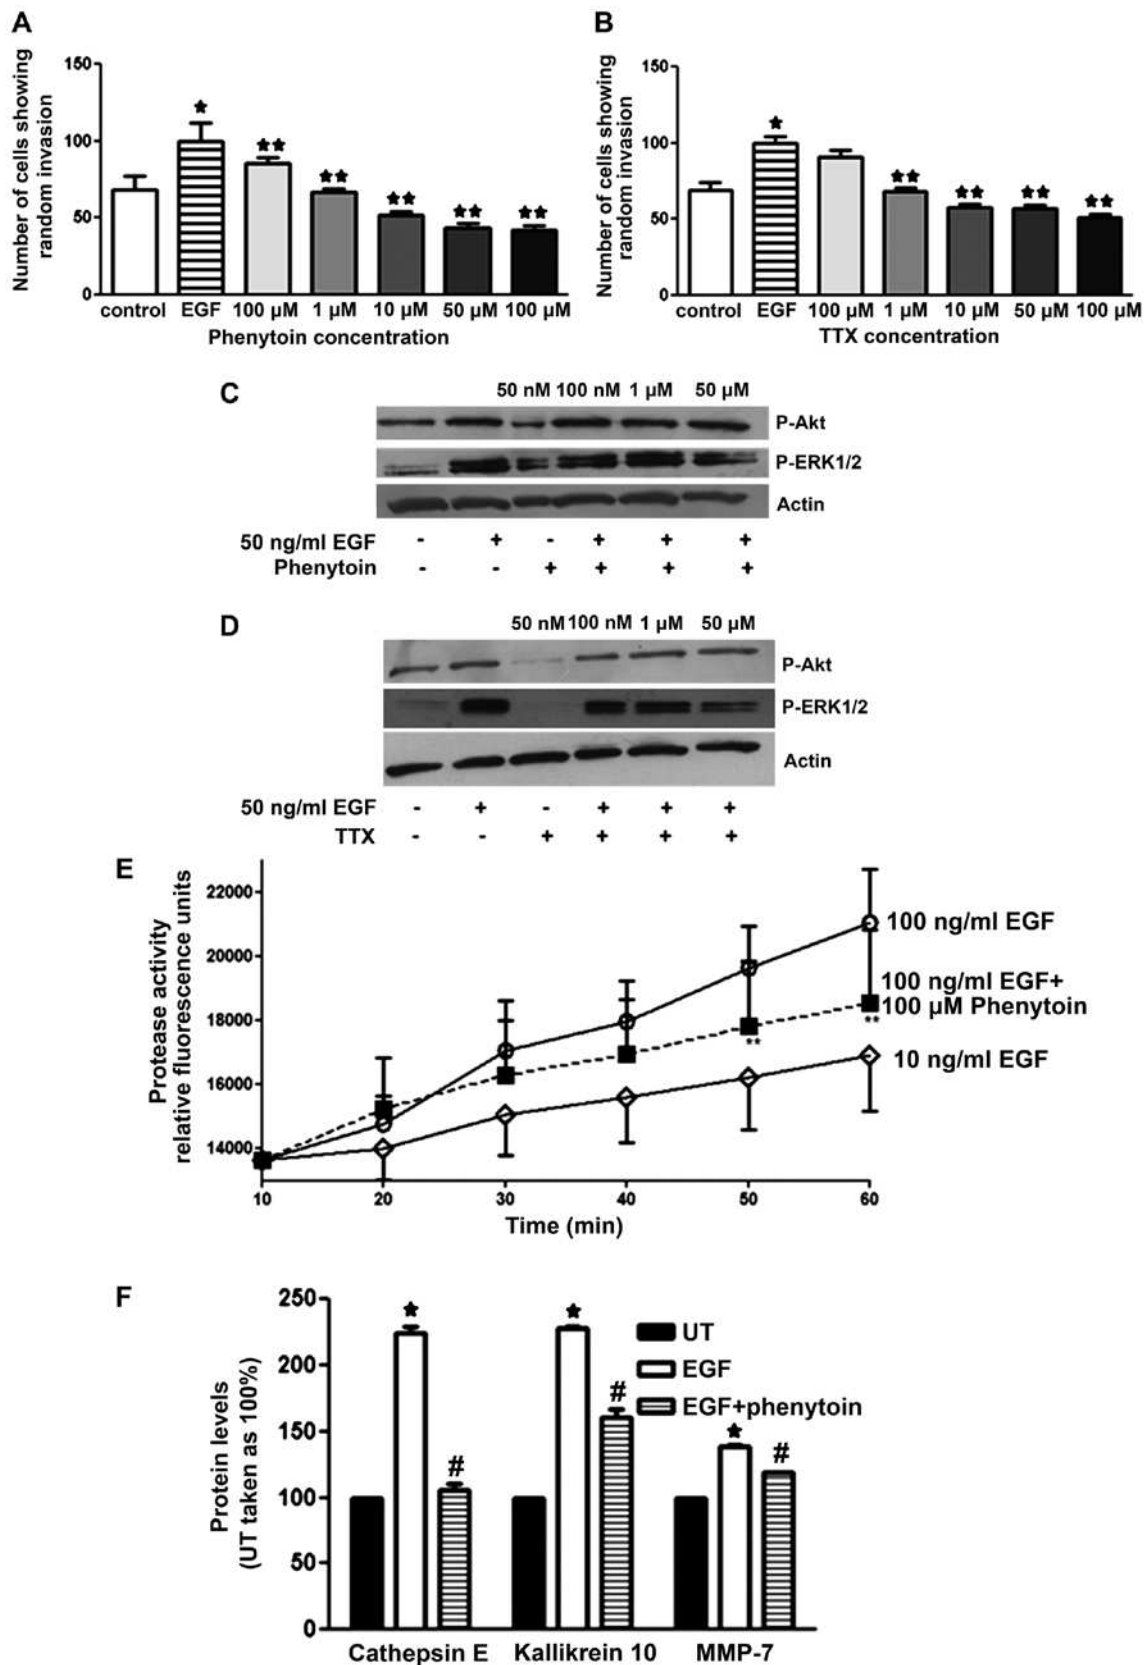 A
Number of cells showing
random invasion
150
100
50
0
★
★★
★★
★★
★★
★★
control EGF 100 µM 1 µM 10 µM 50 µM 100 µM
Phenytoin concentration
B
Number of cells showing
random invasion
150
100
50
0
★
★★
★★
★★
★★
control EGF 100 µM 1 µM 10 µM 50 µM 100 µM
TTX concentration
C
50 nM 100 nM 1 µM 50 µM
P-Akt
P-ERK1/2
Actin
50 ng/ml EGF - + - + + +
Phenytoin - - + + + +
D
50 nM 100 nM 1 µM 50 µM
P-Akt
P-ERK1/2
Actin
50 ng/ml EGF - + - + + +
TTX - - + + + +
E
Protease activity
relative fluorescence units
22000
20000
18000
16000
14000
100 ng/ml EGF
100 ng/ml EGF+
100 µM Phenytoin
**
**
10 ng/ml EGF
10 20 30 40 50 60
Time (min)
F
Protein levels
(UT taken as 100%)
250
200
150
100
50
0
★
#
★
#
★
#
UT
EGF
EGF+phenytoin
Cathepsin E Kallikrein 10 MMP-7